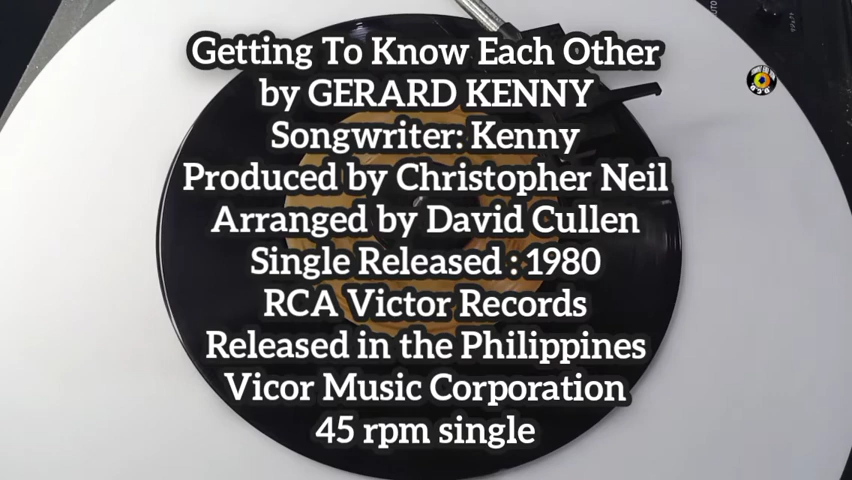 Getting To Know Each Other
by GERARD KENNY
Songwriter: Kenny
Produced by Christopher Neil
Arranged by David Cullen
Single Released : 1980
RCA Victor Records
Released in the Philippines
Vicor Music Corporation
45 rpm single